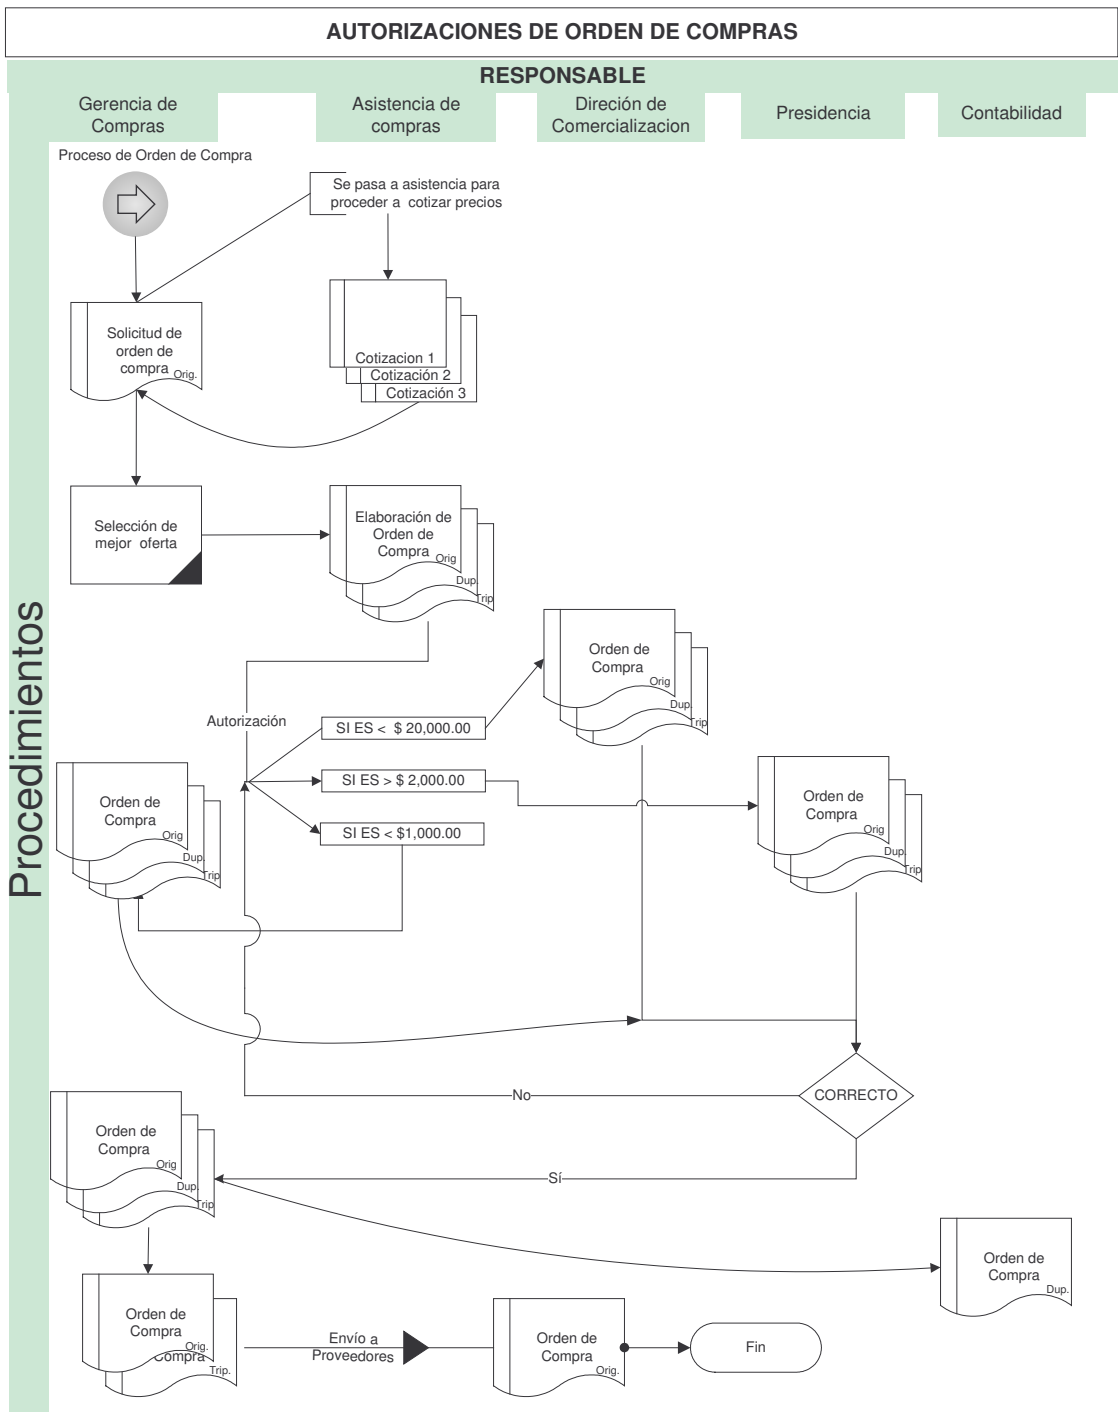 AUTORIZACIONES DE ORDEN DE COMPRAS
RESPONSABLE
Gerencia de
Compras
Asistencia de
compras
Direción de
Comercializacion
Presidencia
Contabilidad
Procedimientos
Proceso de Orden de Compra
Se pasa a asistencia para
proceder a cotizar precios
Solicitud de
orden de
compra
Orig.
Cotizacion 1
Cotización 2
Cotización 3
Selección de
mejor oferta
Elaboración de
Orden de
Compra
Orig
Dup.
Trip
Orden de
Compra
Orig
Dup.
Trip
Autorización
SI ES < $ 20,000.00
SI ES > $ 2,000.00
SI ES < $1,000.00
Orden de
Compra
Orig
Dup.
Trip
Orden de
Compra
Orig
Dup.
Trip
CORRECTO
No
Sí
Orden de
Compra
Orig
Dup.
Trip
Orden de
Compra
Dup.
Orden de
Compra
Orig.
Compra
Trip.
Envío a
Proveedores
Orden de
Compra
Orig.
Fin